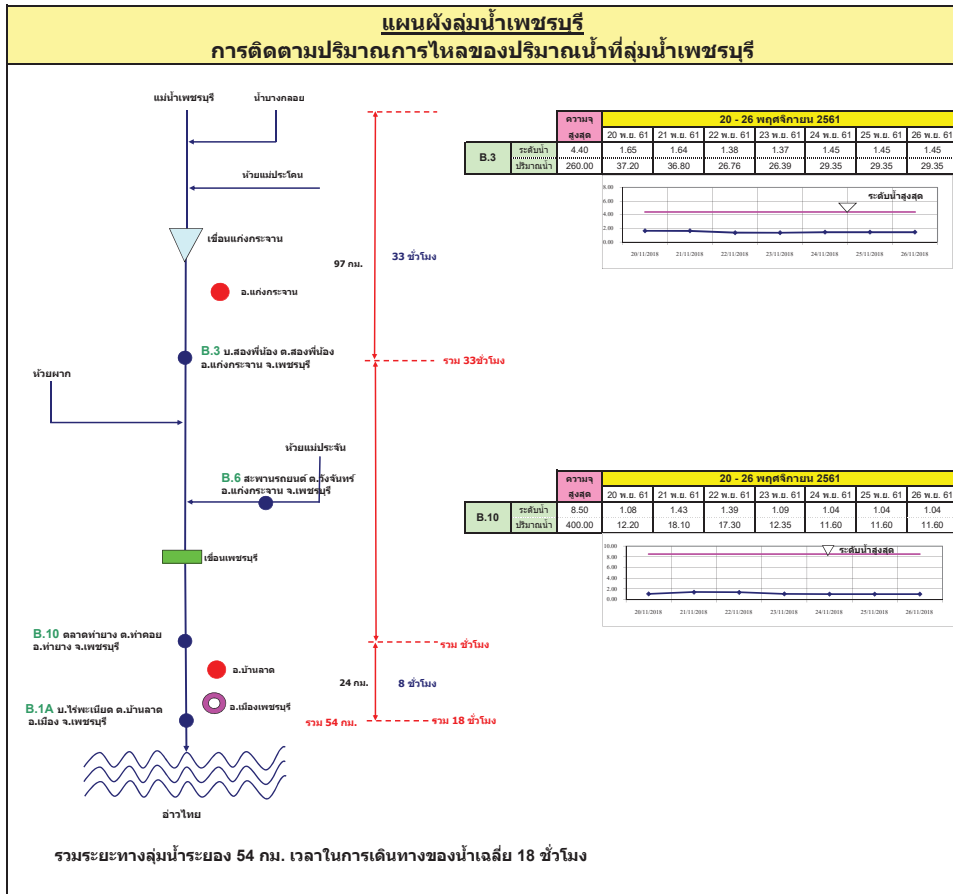 แผนผังลุ่มน้ำเพชรบุรี
การติดตามปริมาณการไหลของปริมาณน้ำที่ลุ่มน้ำเพชรบุรี
แม่น้ำเพชรบุรี
น้ำบางกลอย
ห้วยแม่ประโดน
เขื่อนแก่งกระจาน
97 กม.
33 ชั่วโมง
อ.แก่งกระจาน
B.3 บ.สองพี่น้อง ต.สองพี่น้อง
อ.แก่งกระจาน จ.เพชรบุรี
รวม 33ชั่วโมง
ห้วยผาก
ห้วยแม่ประจัน
B.6 สะพานรถยนต์ ต.วังจันทร์
อ.แก่งกระจาน จ.เพชรบุรี
เขื่อนเพชรบุรี
B.10 ตลาดท่ายาง ต.ท่าคอย
อ.ท่ายาง จ.เพชรบุรี
รวม ชั่วโมง
อ.บ้านลาด
24 กม.
8 ชั่วโมง
อ.เมืองเพชรบุรี
B.1A บ.ไร่พะเนียด ต.บ้านลาด
อ.เมือง จ.เพชรบุรี
รวม 54 กม.
รวม 18 ชั่วโมง
อ่าวไทย
รวมระยะทางลุ่มน้ำระยอง 54 กม. เวลาในการเดินทางของน้ำเฉลี่ย 18 ชั่วโมง
ความจุ 20 - 26 พฤศจิกายน 2561
สูงสุด 20 พ.ย. 61 21 พ.ย. 61 22 พ.ย. 61 23 พ.ย. 61 24 พ.ย. 61 25 พ.ย. 61 26 พ.ย. 61
B.3
ระดับน้ำ 4.40 1.65 1.64 1.38 1.37 1.45 1.45 1.45
ปริมาณน้ำ 260.00 37.20 36.80 26.76 26.39 29.35 29.35 29.35
ระดับน้ำสูงสุด
8.00
6.00
4.00
2.00
0.00
20/11/2018 21/11/2018 22/11/2018 23/11/2018 24/11/2018 25/11/2018 26/11/2018
ความจุ 20 - 26 พฤศจิกายน 2561
สูงสุด 20 พ.ย. 61 21 พ.ย. 61 22 พ.ย. 61 23 พ.ย. 61 24 พ.ย. 61 25 พ.ย. 61 26 พ.ย. 61
B.10
ระดับน้ำ 8.50 1.08 1.43 1.39 1.09 1.04 1.04 1.04
ปริมาณน้ำ 400.00 12.20 18.10 17.30 12.35 11.60 11.60 11.60
ระดับน้ำสูงสุด
10.00
8.00
6.00
4.00
2.00
0.00
20/11/2018 21/11/2018 22/11/2018 23/11/2018 24/11/2018 25/11/2018 26/11/2018